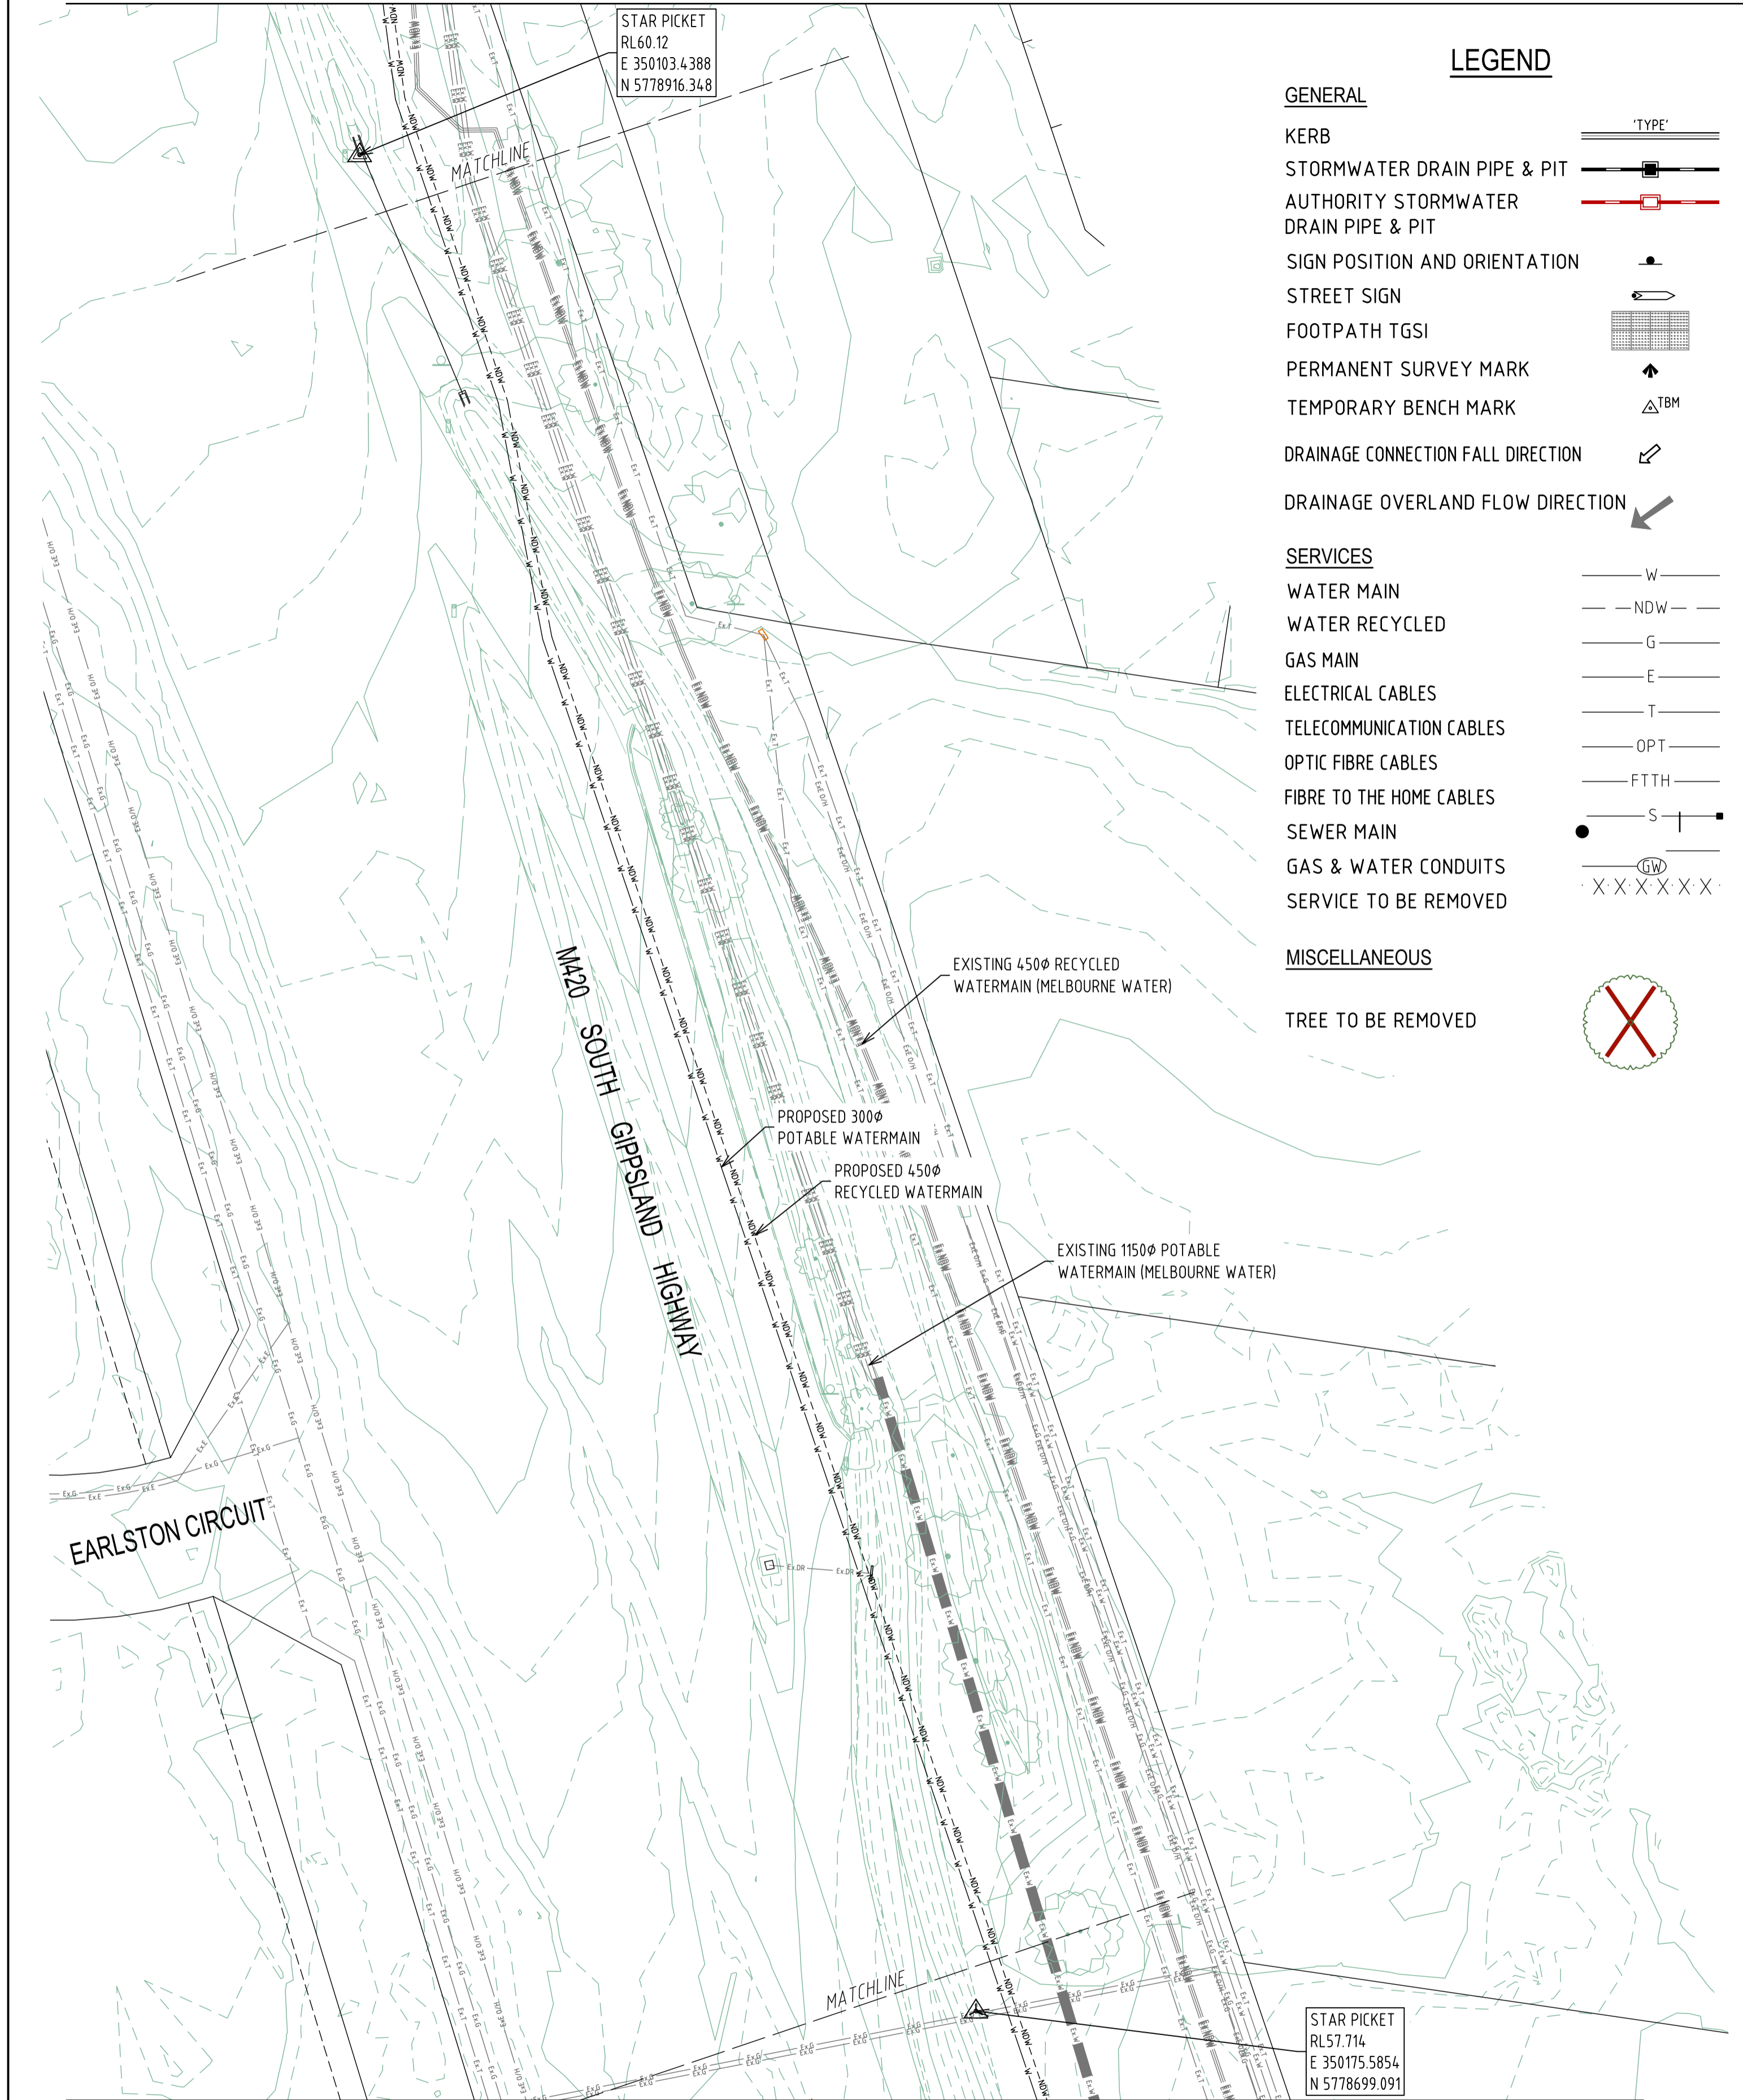 STAR PICKET
RL60.12
E 350103.4388
N 5778916.348
MATCHLINE
M420 SOUTH GIPPSLAND HIGHWAY
EXISTING 450Ø RECYCLED
WATERMAIN (MELBOURNE WATER)
PROPOSED 300Ø
POTABLE WATERMAIN
PROPOSED 450Ø
RECYCLED WATERMAIN
EXISTING 1150Ø POTABLE
WATERMAIN (MELBOURNE WATER)
EARLSTON CIRCUIT
MATCHLINE
STAR PICKET
RL57.714
E 350175.5854
N 5778699.091
LEGEND
GENERAL
KERB 'TYPE'
STORMWATER DRAIN PIPE & PIT
AUTHORITY STORMWATER
DRAIN PIPE & PIT
SIGN POSITION AND ORIENTATION
STREET SIGN
FOOTPATH TGSI
PERMANENT SURVEY MARK
TEMPORARY BENCH MARK TBM
DRAINAGE CONNECTION FALL DIRECTION
DRAINAGE OVERLAND FLOW DIRECTION
SERVICES
WATER MAIN W
WATER RECYCLED NDW
GAS MAIN G
ELECTRICAL CABLES E
TELECOMMUNICATION CABLES T
OPTIC FIBRE CABLES OPT
FIBRE TO THE HOME CABLES FTTH
SEWER MAIN S
GAS & WATER CONDUITS GW
SERVICE TO BE REMOVED X X X X X X
MISCELLANEOUS
TREE TO BE REMOVED